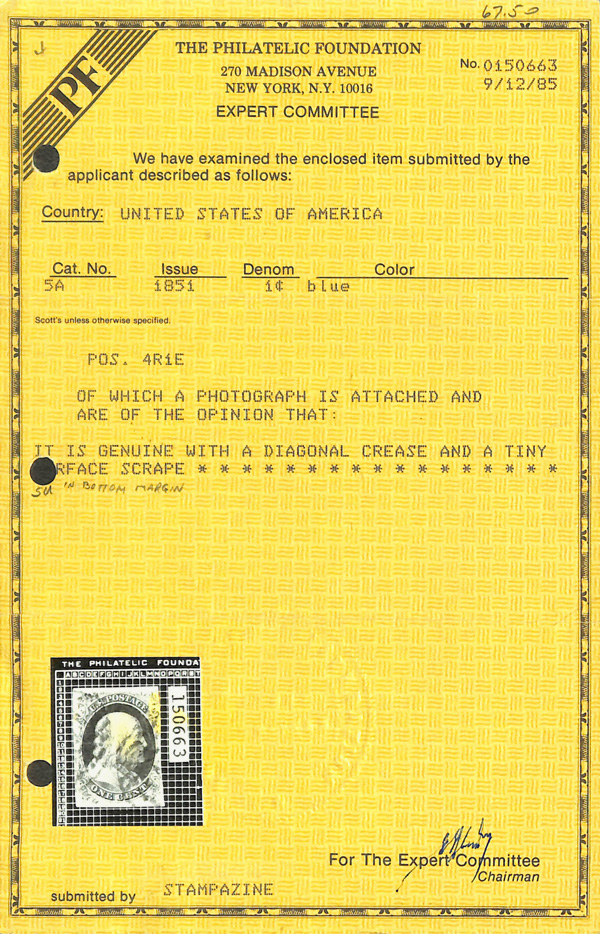 67.50
PF
THE PHILATELIC FOUNDATION
270 MADISON AVENUE
NEW YORK, N.Y. 10016
EXPERT COMMITTEE
No. 0150663
9/12/85
We have examined the enclosed item submitted by the
applicant described as follows:
Country: UNITED STATES OF AMERICA
Cat. No. Issue Denom Color
5A 1851 1¢ blue
Scott's unless otherwise specified.
POS. 4R1E
OF WHICH A PHOTOGRAPH IS ATTACHED AND
ARE OF THE OPINION THAT:
IT IS GENUINE WITH A DIAGONAL CREASE AND A TINY
RFACE SCRAPE * * * * * * * * * * * * * * * * *
SU IN BOTTOM MARGIN
THE PHILATELIC FOUNDA
ABCDEFGHIJKLMNOPQRST
150663
U.S. POSTAGE
ONE CENT
For The Expert Committee
Chairman
submitted by STAMPAZINE